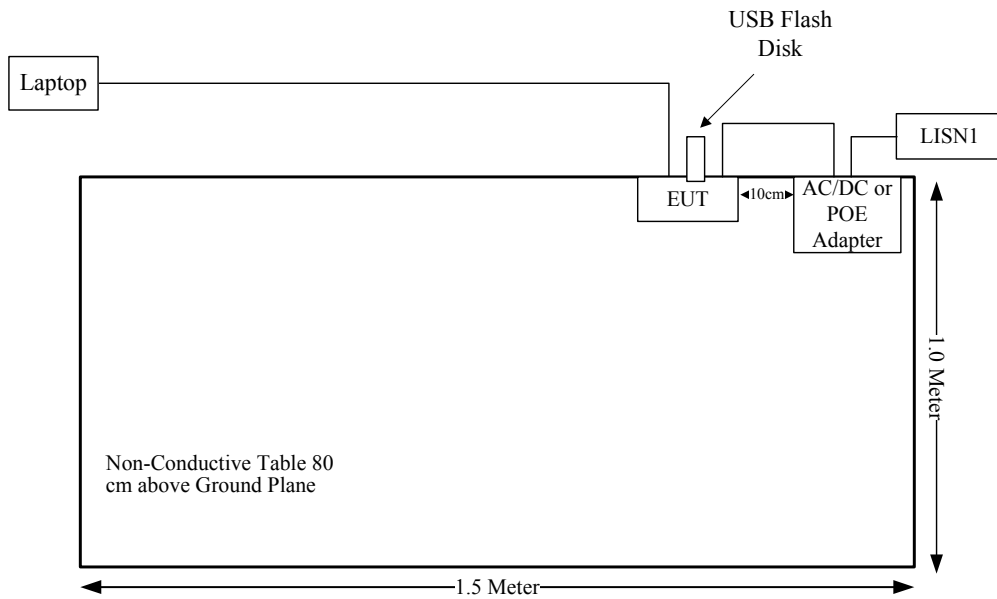 USB Flash
Disk
Laptop
LISN1
EUT
10cm
AC/DC or
POE
Adapter
1.0 Meter
Non-Conductive Table 80
cm above Ground Plane
1.5 Meter